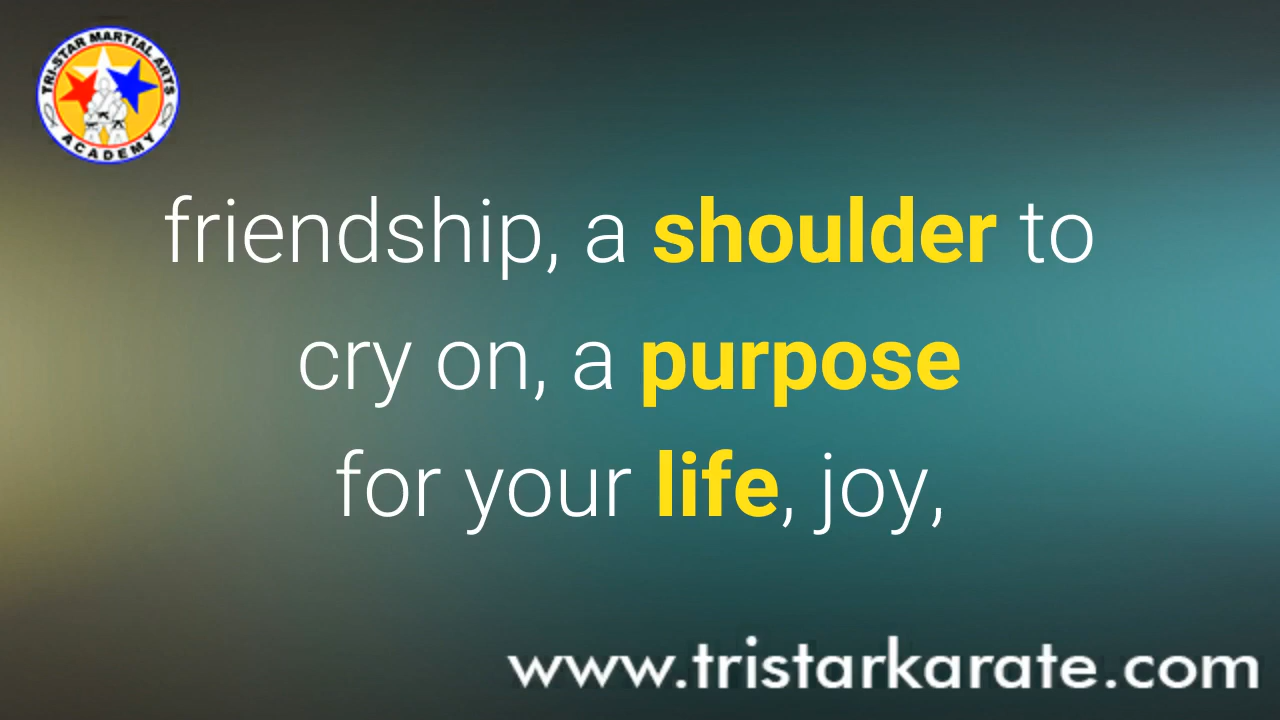 TRI-STAR MARTIAL ARTS
ACADEMY
friendship, a shoulder to
cry on, a purpose
for your life, joy,
www.tristarkarate.com